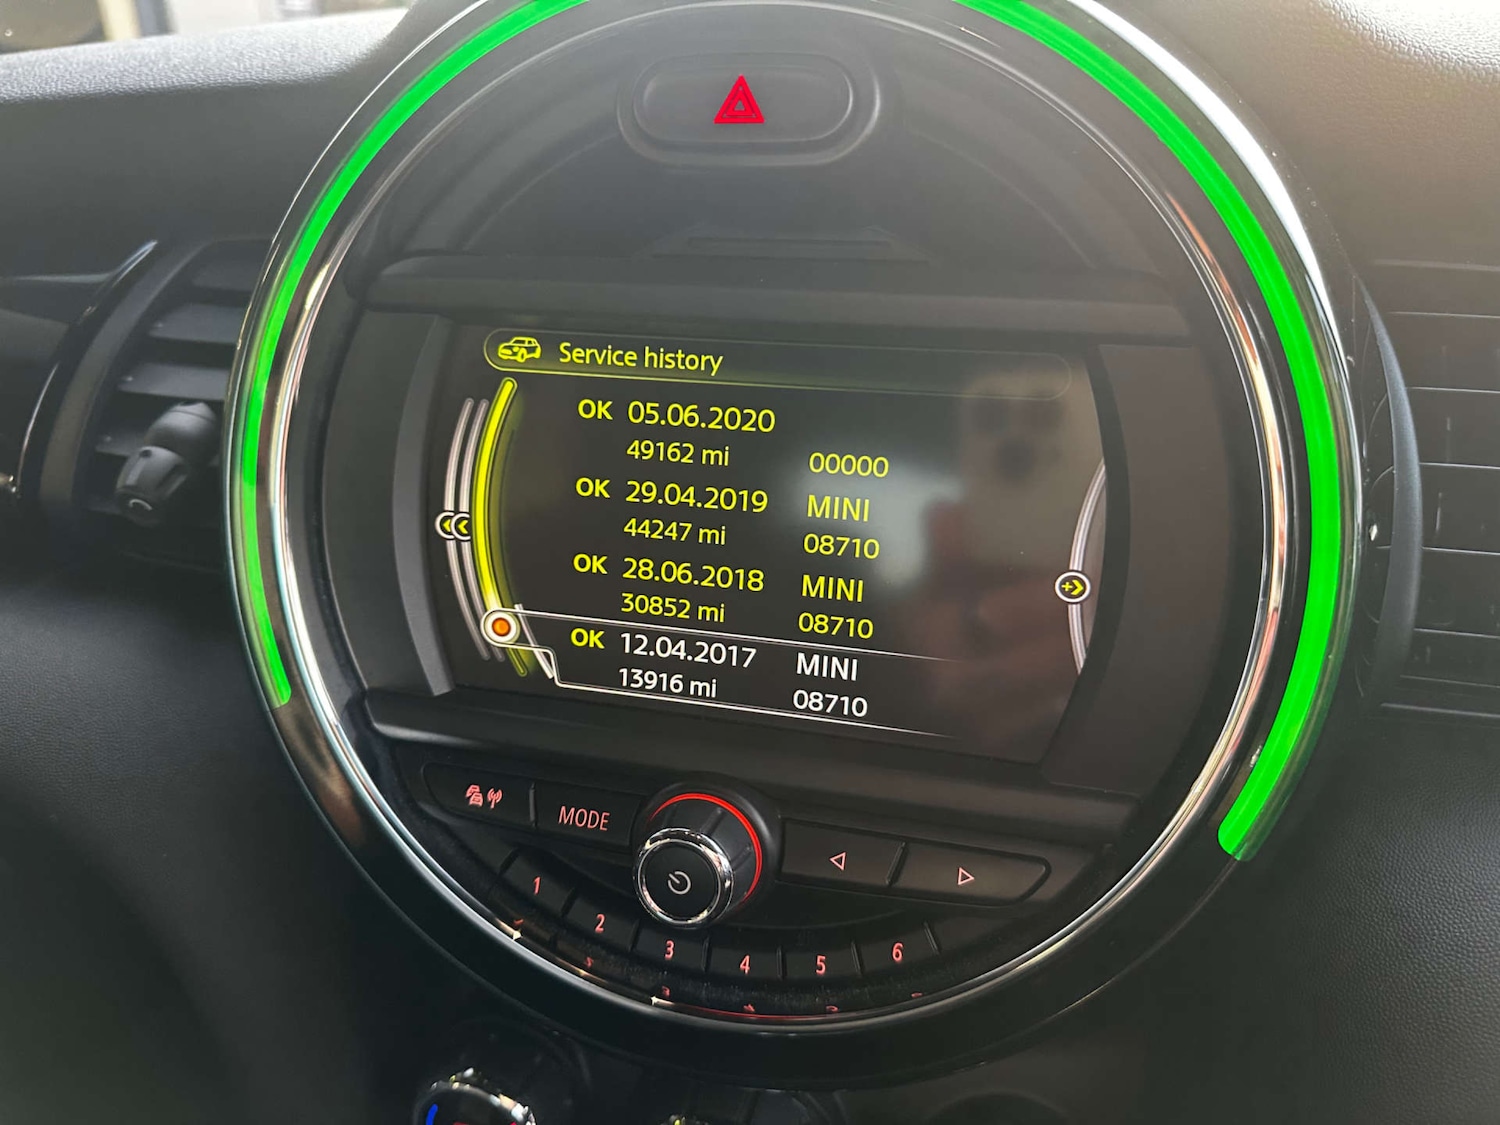 Service history
OK 05.06.2020
49162 mi 00000
OK 29.04.2019 MINI
44247 mi 08710
OK 28.06.2018 MINI
30852 mi 08710
OK 12.04.2017 MINI
13916 mi 08710
MODE
1 2 3 4 5 6